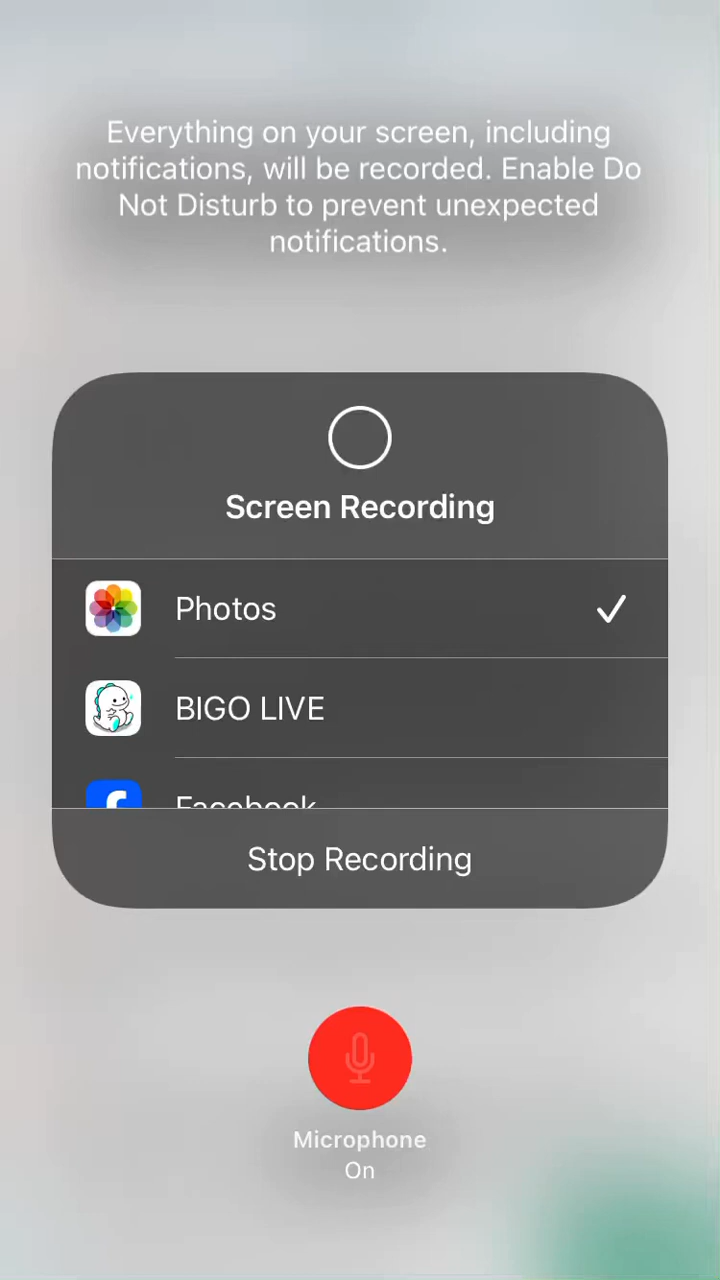 Everything on your screen, including
notifications, will be recorded. Enable Do
Not Disturb to prevent unexpected
notifications.
Screen Recording
Photos
BIGO LIVE
Facebook
Stop Recording
Microphone
On